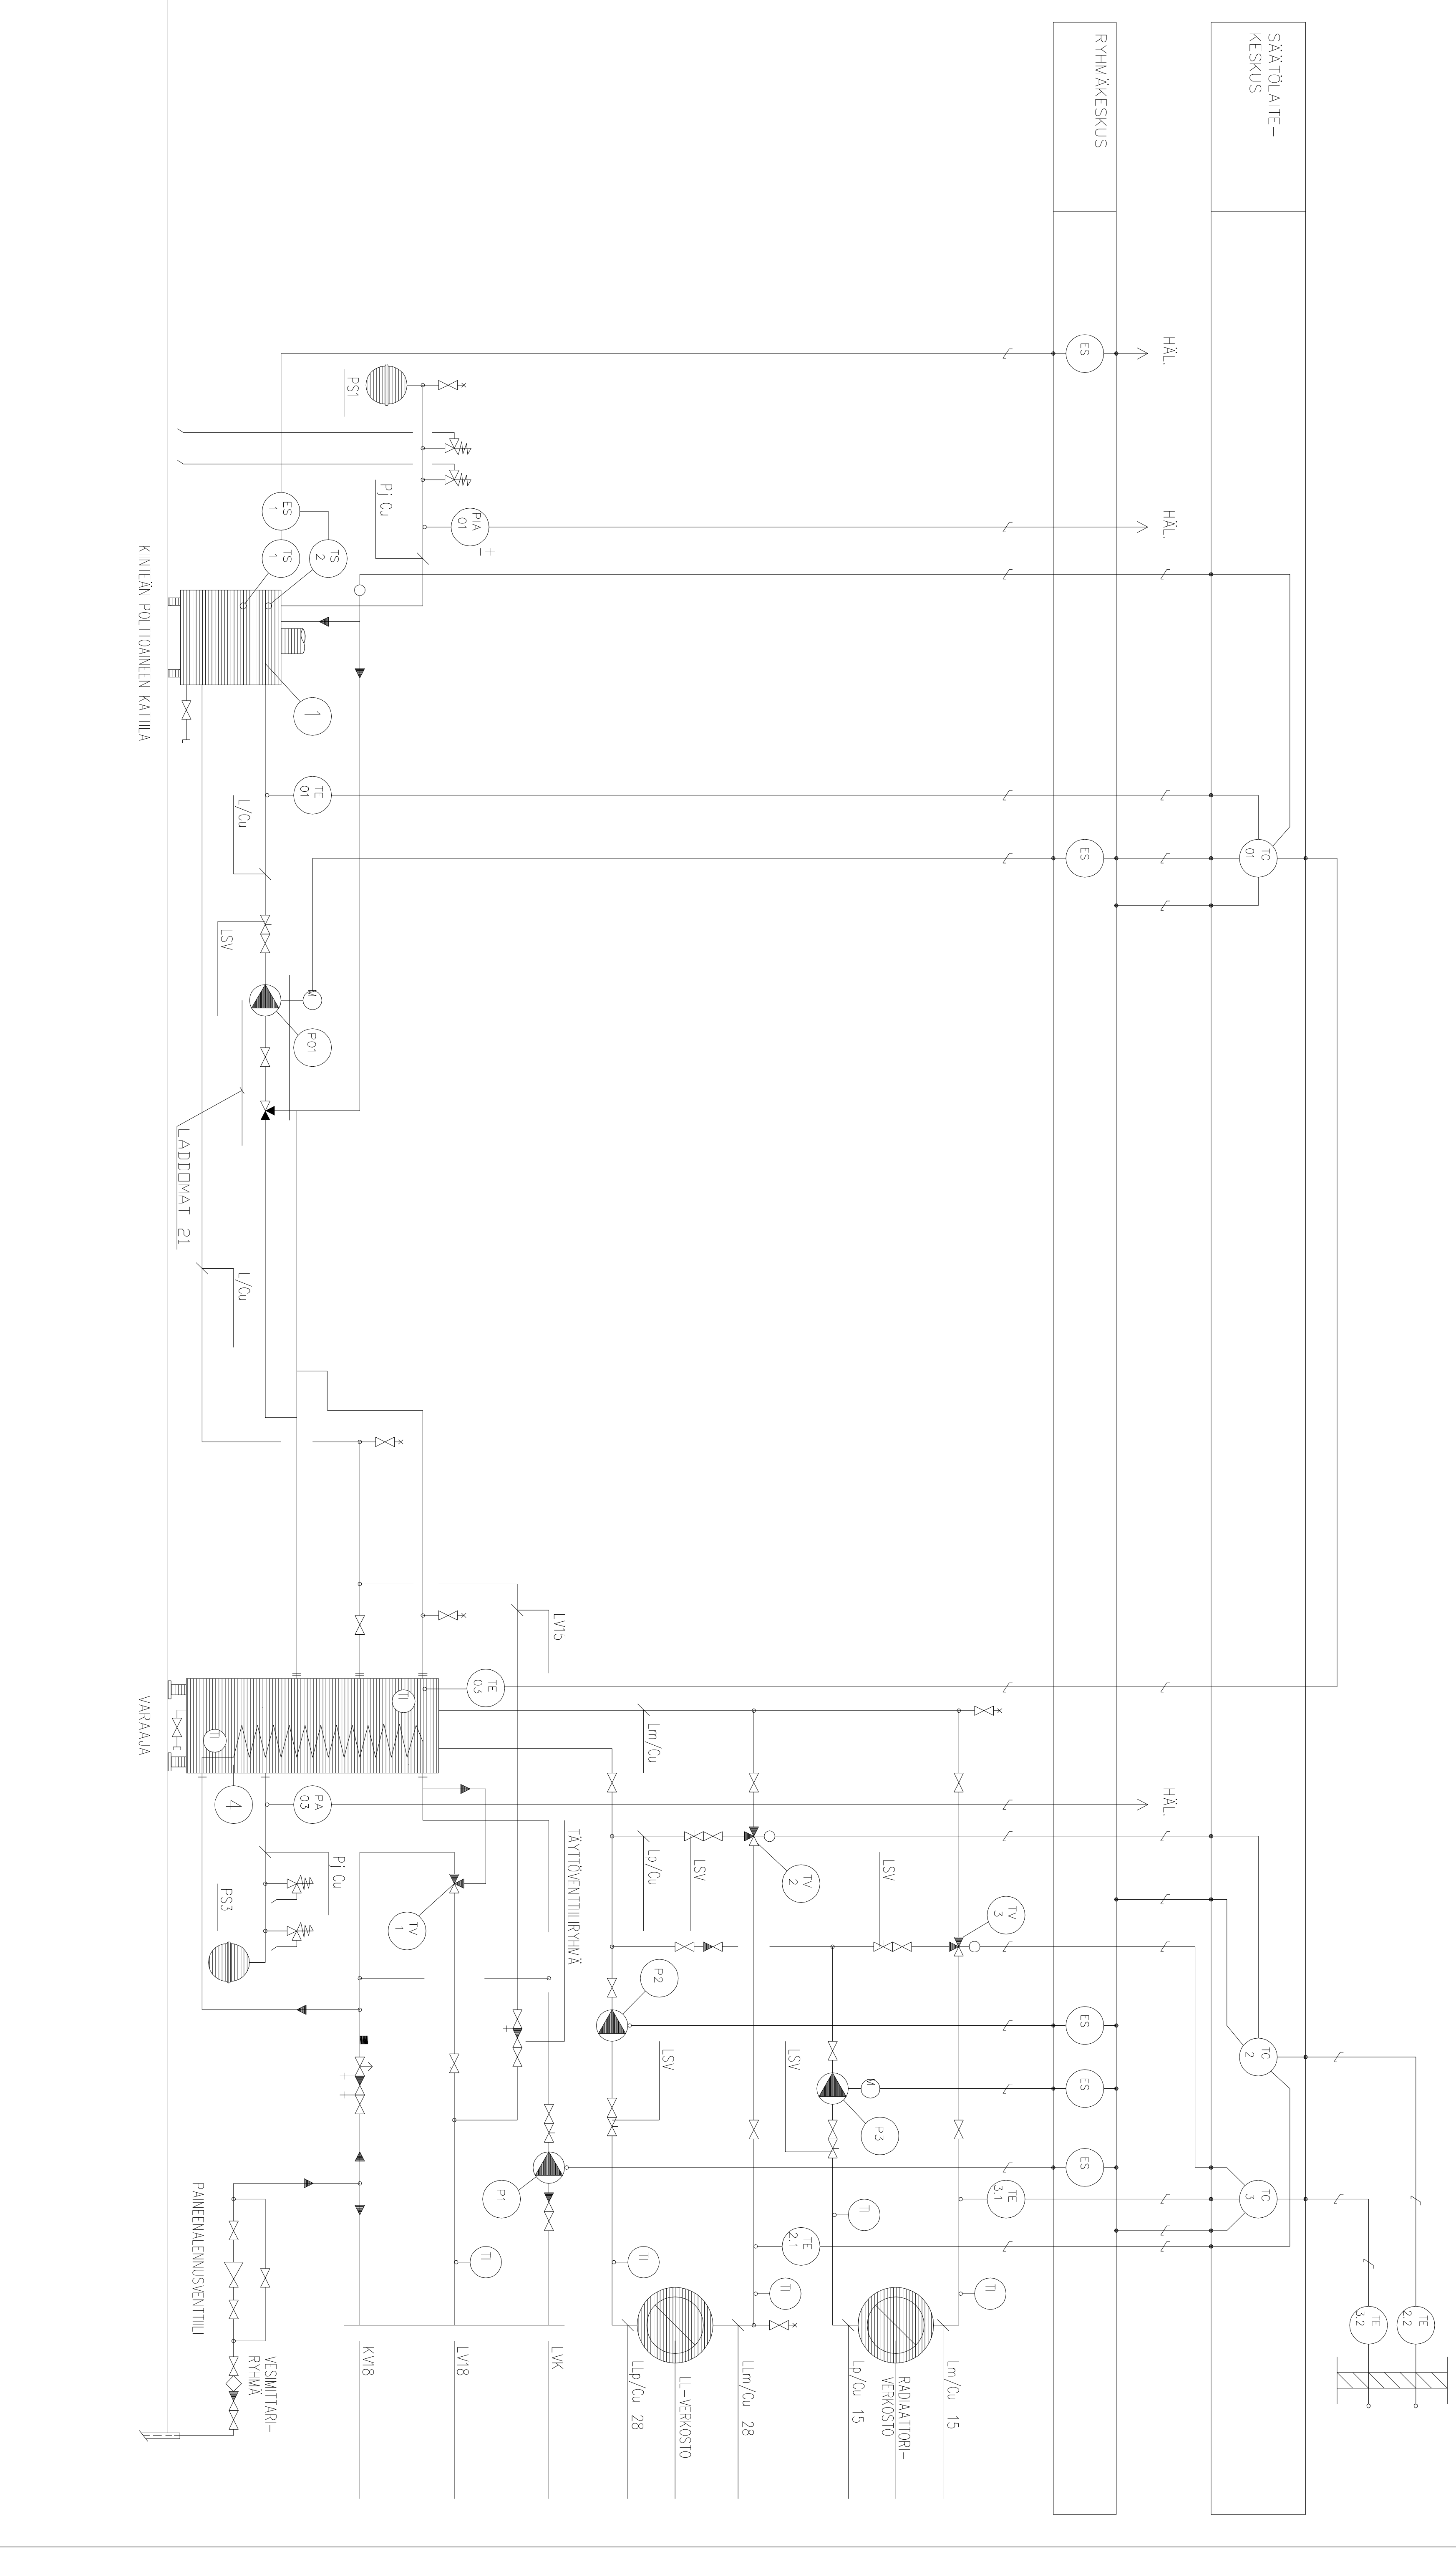 SÄÄTÖLAITE-
KESKUS
RYHMÄKESKUS
HÄL.
HÄL.
HÄL.
ES
ES
ES
ES
ES
TC
01
TC
2
TC
3
TE
2.2
TE
3.2
PS1
Pj Cu
PIA
01
+
-
ES
1
TS
1
TS
2
1
KIINTEÄN POLTTOAINEEN KATTILA
TE
01
L/Cu
LSV
M
P01
LADDOMAT 21
L/Cu
LV15
TE
03
TI
TI
VARAAJA
4
PA
03
Pj Cu
PS3
Lm/Cu
Lp/Cu
LSV
TV
2
LSV
TV
3
TV
1
TÄYTTÖVENTTIILIRYHMÄ
P2
LSV
LSV
M
P3
P1
TE
3.1
TE
2.1
TI
TI
TI
TI
TI
PAINEENALENNUSVENTTIILI
VESIMITTARI-
RYHMÄ
KV18
LV18
LVK
LLp/Cu 28
LL-VERKOSTO
LLm/Cu 28
Lp/Cu 15
RADIAATTORI-
VERKOSTO
Lm/Cu 15